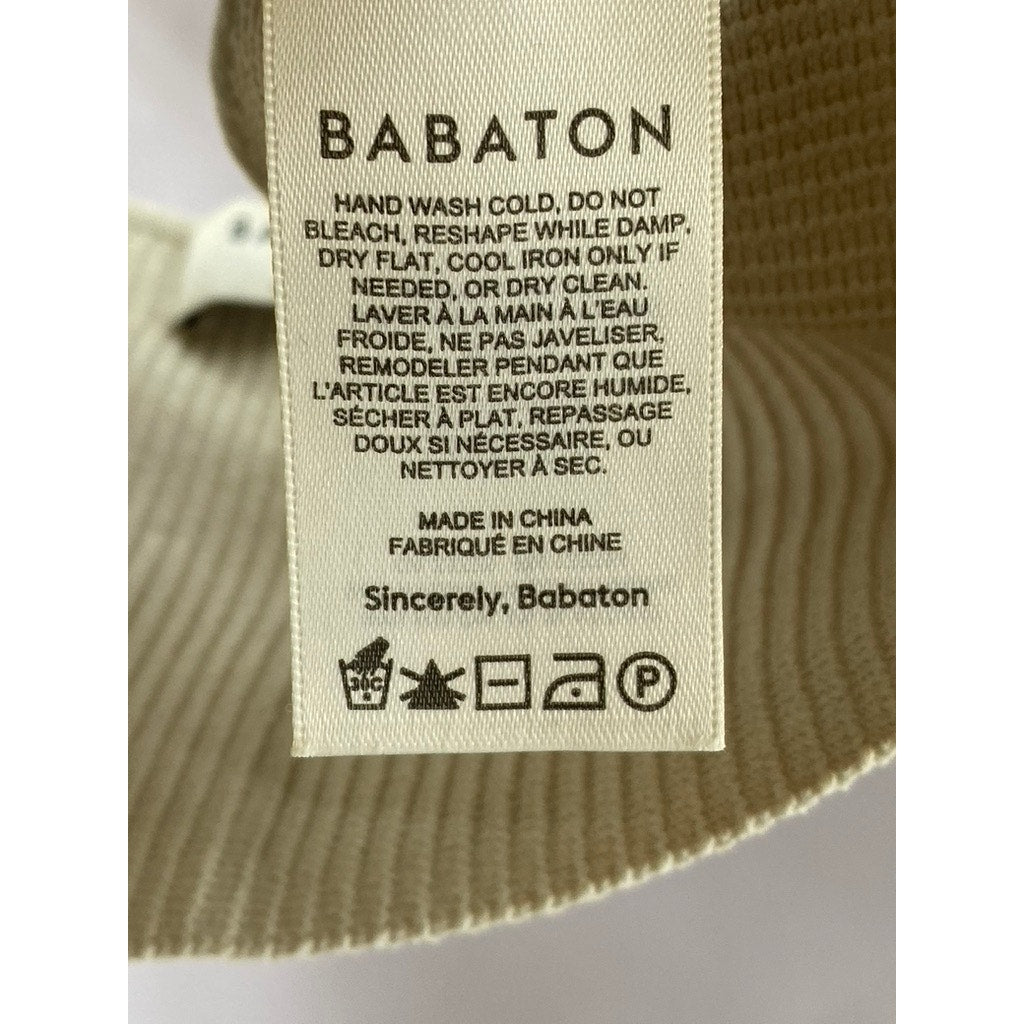 BABATON
HAND WASH COLD, DO NOT
BLEACH, RESHAPE WHILE DAMP,
DRY FLAT, COOL IRON ONLY IF
NEEDED, OR DRY CLEAN.
LAVER À LA MAIN À L'EAU
FROIDE, NE PAS JAVELISER,
REMODELER PENDANT QUE
L'ARTICLE EST ENCORE HUMIDE,
SÉCHER À PLAT, REPASSAGE
DOUX SI NÉCESSAIRE, OU
NETTOYER À SEC.
MADE IN CHINA
FABRIQUÉ EN CHINE
Sincerely, Babaton
30C P